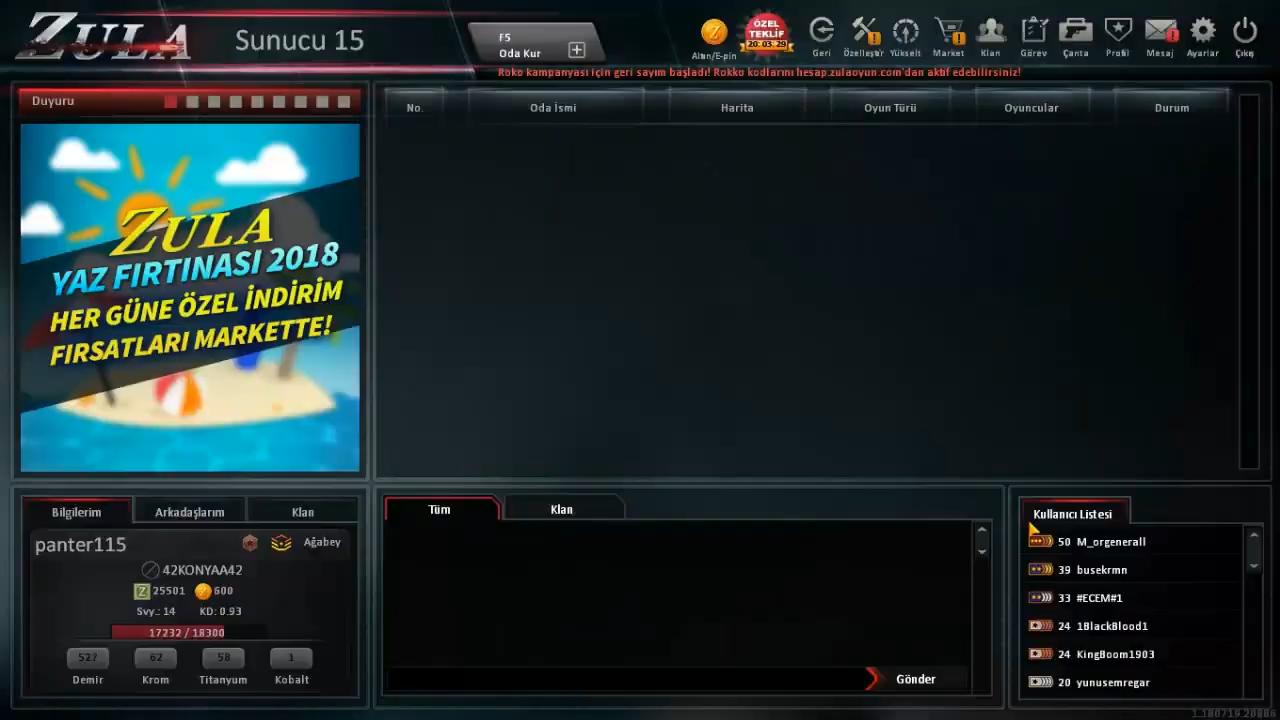 ZULA
Sunucu 15
F5
Oda Kur
Altın/E-pin
ÖZEL
TEKLİF
20:03:29
Geri
Özelleştir
Yükselt
Market
Klan
Görev
Çanta
Profil
Mesaj
Ayarlar
Çıkış
Roko kampanyası için geri sayım başladı! Rokko kodlarını hesap.zulaoyun.com'dan aktif edebilirsiniz!
Duyuru
No.
Oda İsmi
Harita
Oyun Türü
Oyuncular
Durum
ZULA
YAZ FIRTINASI 2018
HER GÜNE ÖZEL İNDİRİM
FIRSATLARI MARKETTE!
Bilgilerim
Arkadaşlarım
Klan
panter115
Ağabey
42KONYAA42
25501
600
Svy.: 14
KD: 0.93
17232 / 18300
527
62
58
1
Demir
Krom
Titanyum
Kobalt
Tüm
Klan
Gönder
Kullanıcı Listesi
50 M_orgenerall
39 busekrmn
33 #ECEM#1
24 1BlackBlood1
24 KingBoom1903
20 yunusemregar
1.180719.20886